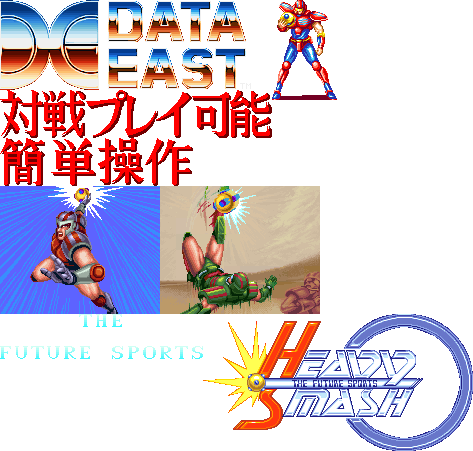 DATA
EAST
対戦プレイ可能
簡単操作
THE
FUTURE SPORTS
HEAVY
THE FUTURE SPORTS
SMASH